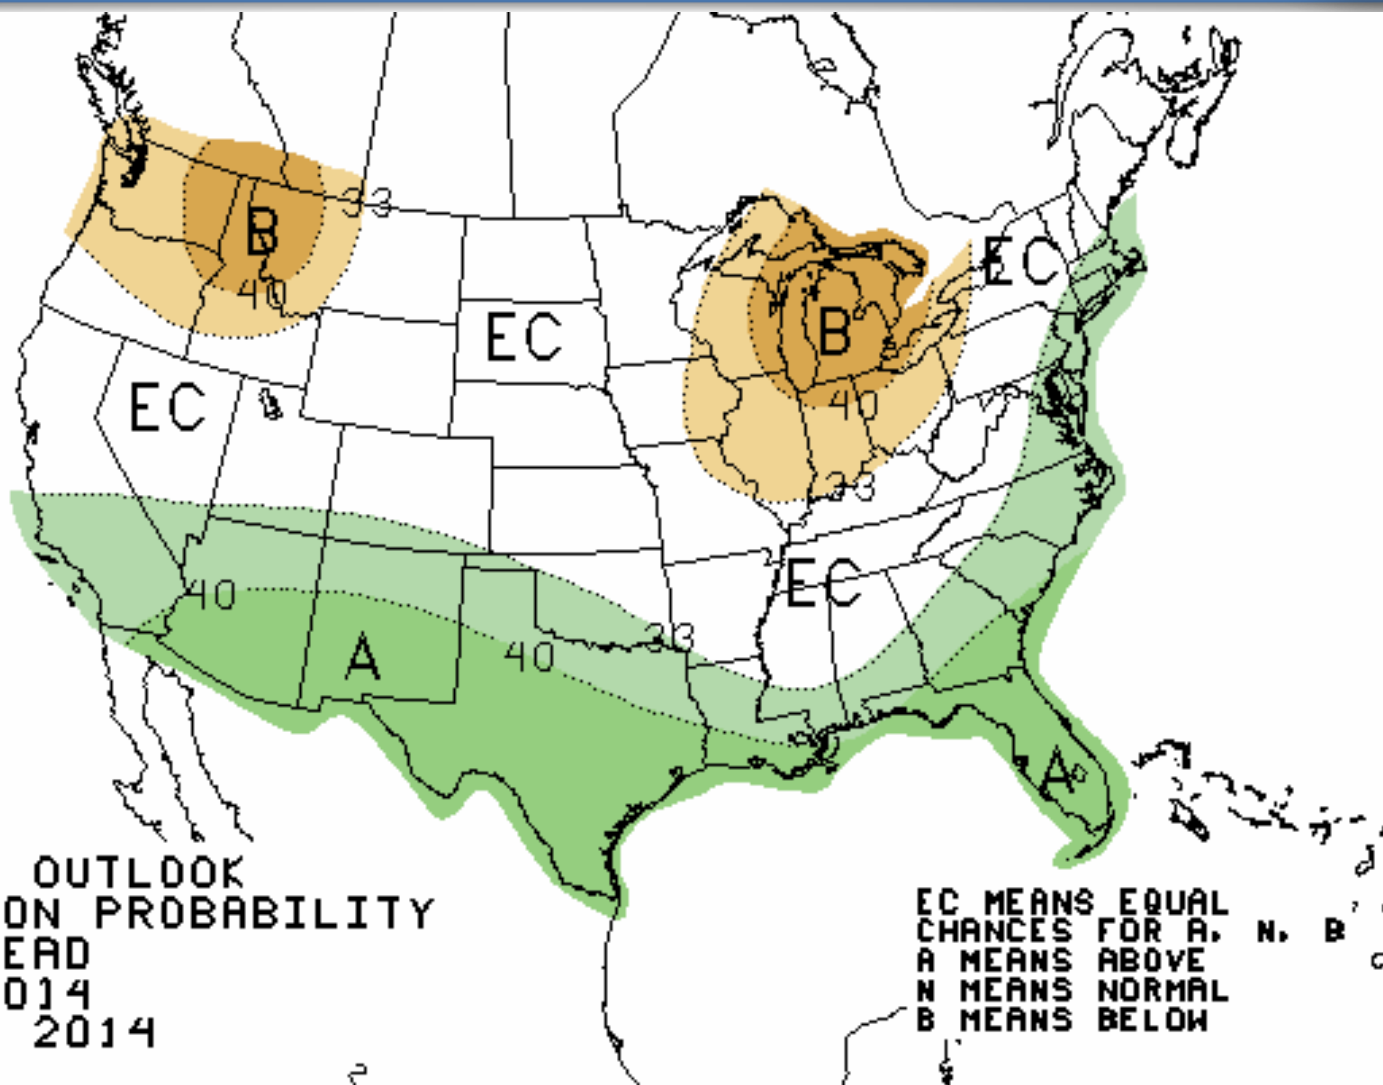 33
B
EC
40
EC
B
EC
40
33
EC
40
33
A
40
A
OUTLOOK
ON PROBABILITY
EAD
014
2014
EC MEANS EQUAL
CHANCES FOR A, N, B
A MEANS ABOVE
N MEANS NORMAL
B MEANS BELOW